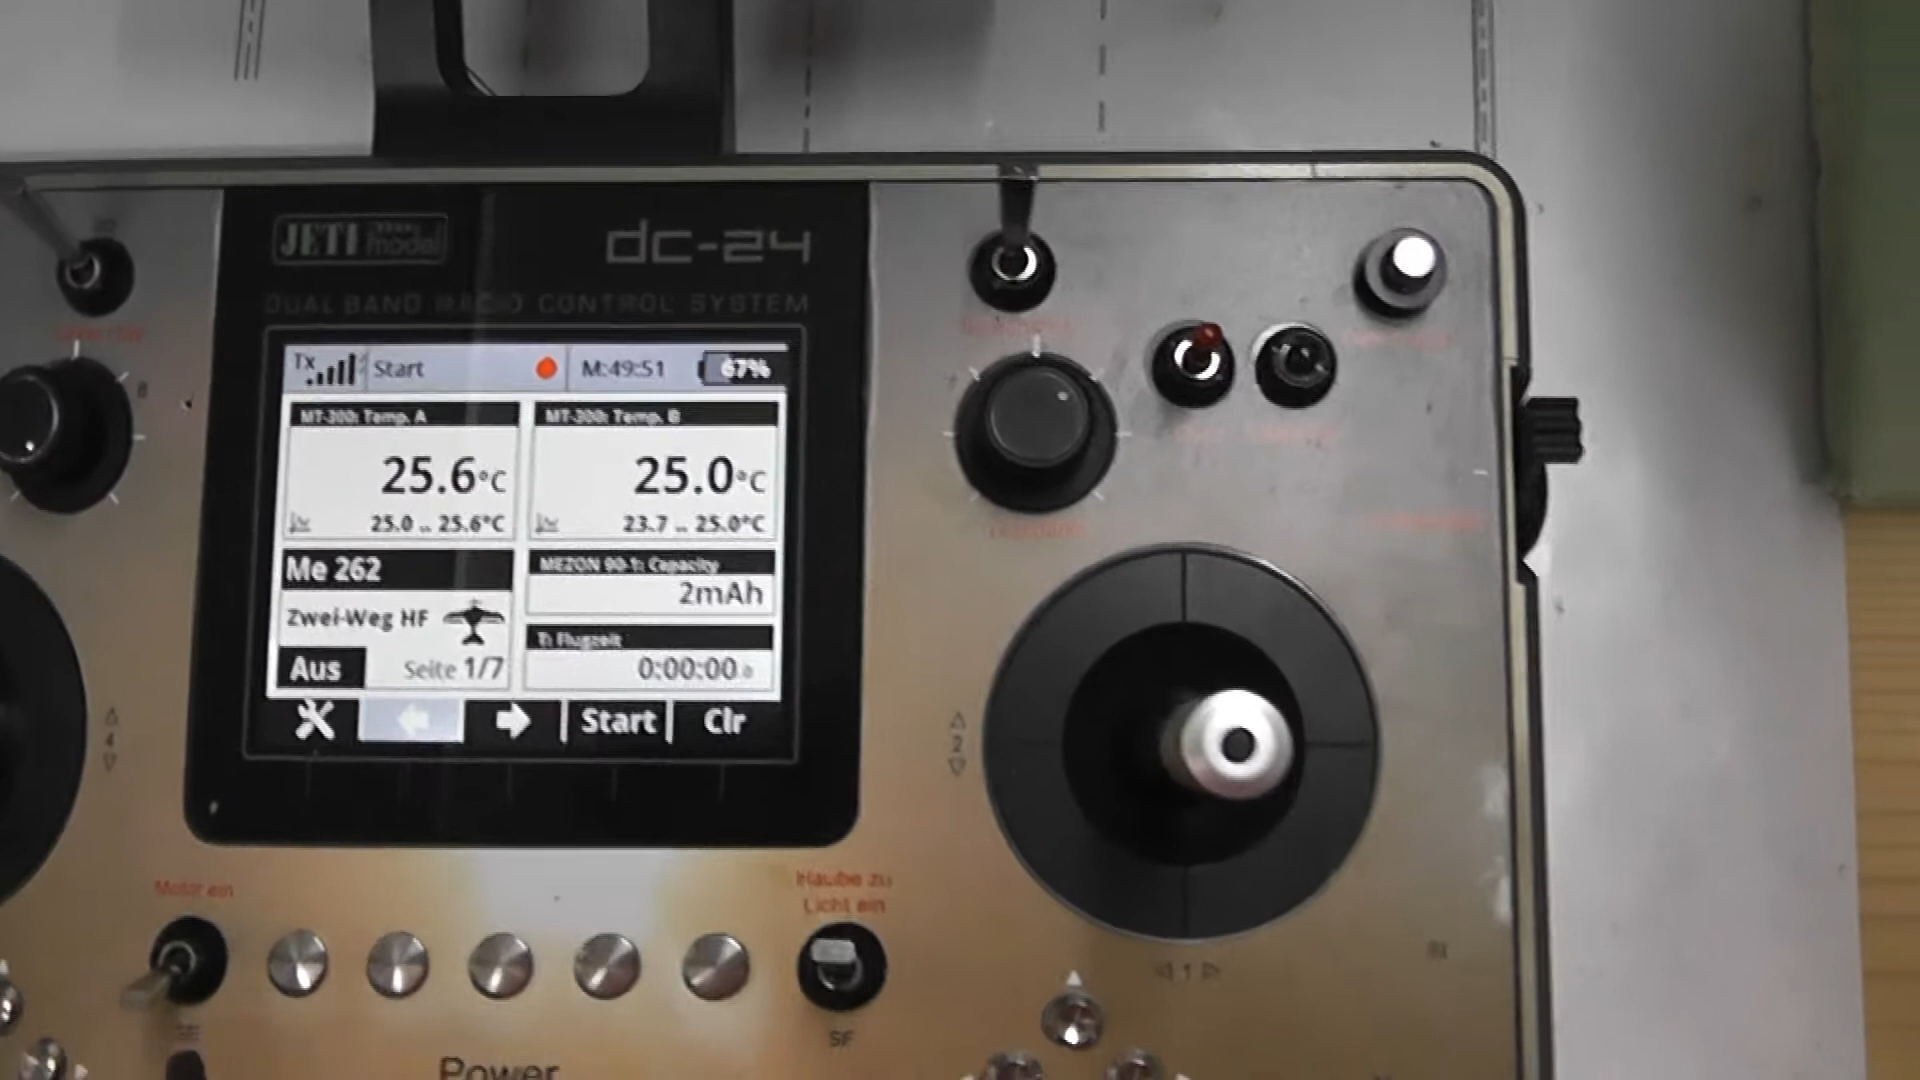 JETI model
dc-24
DUAL BAND RADIO CONTROL SYSTEM
Tx Start M:49:51 67%
MT-300: Temp. A
MT-300: Temp. B
25.6°C
25.0°C
25.0 .. 25.6°C
23.7 .. 25.0°C
Me 262
MEZON 90-1: Capacity
2mAh
Zwei-Weg HF
T: Flugzeit
Aus
Seite 1/7
0:00:00
Start
Clr
4
2
Motor ein
Haube zu
Licht ein
1
SF
Power